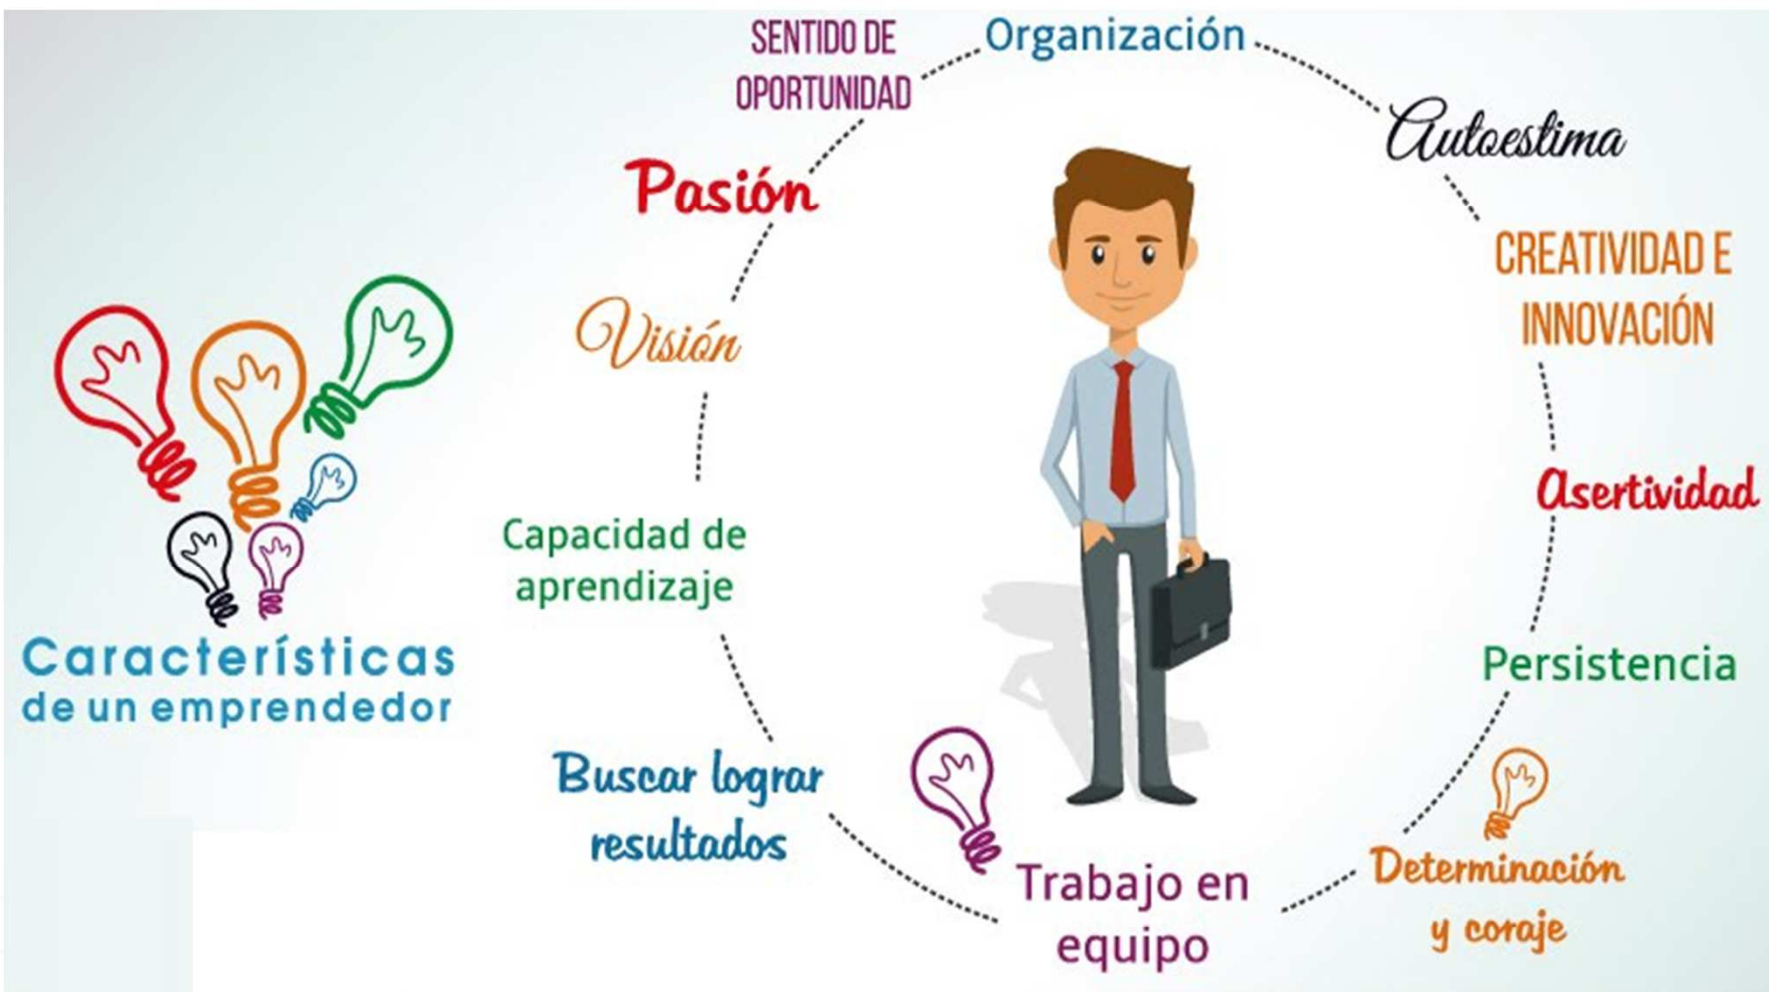 Características
de un emprendedor
SENTIDO DE
OPORTUNIDAD
Organización
Autoestima
CREATIVIDAD E
INNOVACIÓN
Asertividad
Persistencia
Determinación
y coraje
Trabajo en
equipo
Buscar lograr
resultados
Capacidad de
aprendizaje
Visión
Pasión